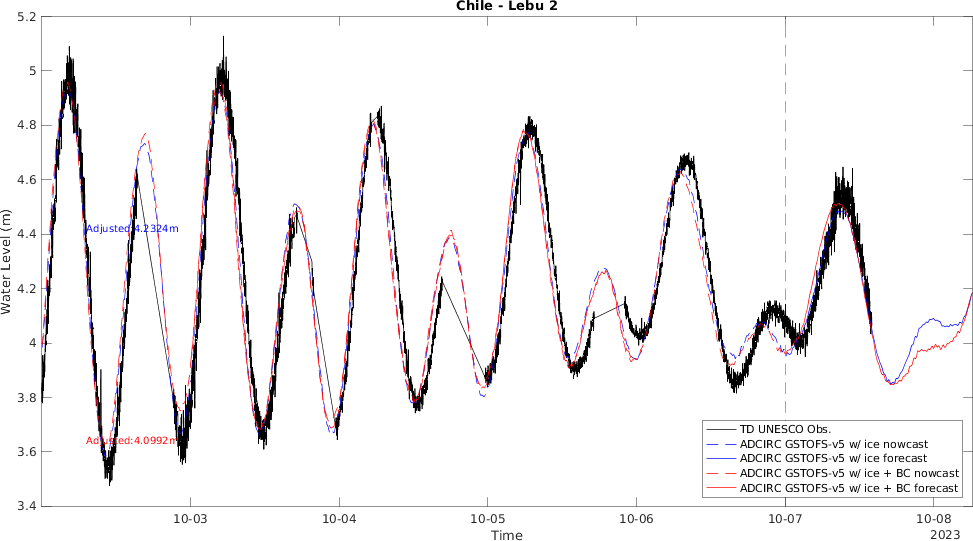 Chile - Lebu 2
5.2
5
4.8
4.6
4.4
4.2
4
3.8
3.6
3.4
Water Level (m)
Adjusted:4.2324m
Adjusted:4.0992m
TD UNESCO Obs.
ADCIRC GSTOFS-v5 w/ ice nowcast
ADCIRC GSTOFS-v5 w/ ice forecast
ADCIRC GSTOFS-v5 w/ ice + BC nowcast
ADCIRC GSTOFS-v5 w/ ice + BC forecast
10-03 10-04 10-05 10-06 10-07 10-08
Time
2023